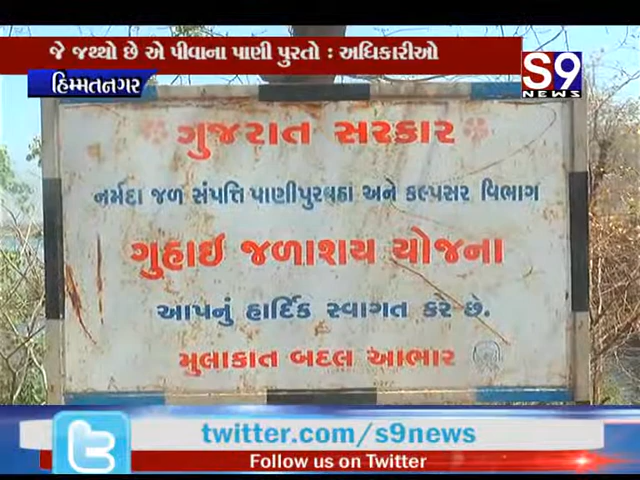 જે જથ્થો છે એ પીવાના પાણી પુરતો : અધિકારીઓ
હિમ્મતનગર
S9
NEWS
ગુજરાત સરકાર
નર્મદા જળ સંપત્તિ પાણીપુરવઠા અને કલ્પસર વિભાગ
ગુહાઇ જળાશય યોજના
આપનું હાર્દિક સ્વાગત કરે છે.
મુલાકાત બદલ આભાર
twitter.com/s9news
Follow us on Twitter